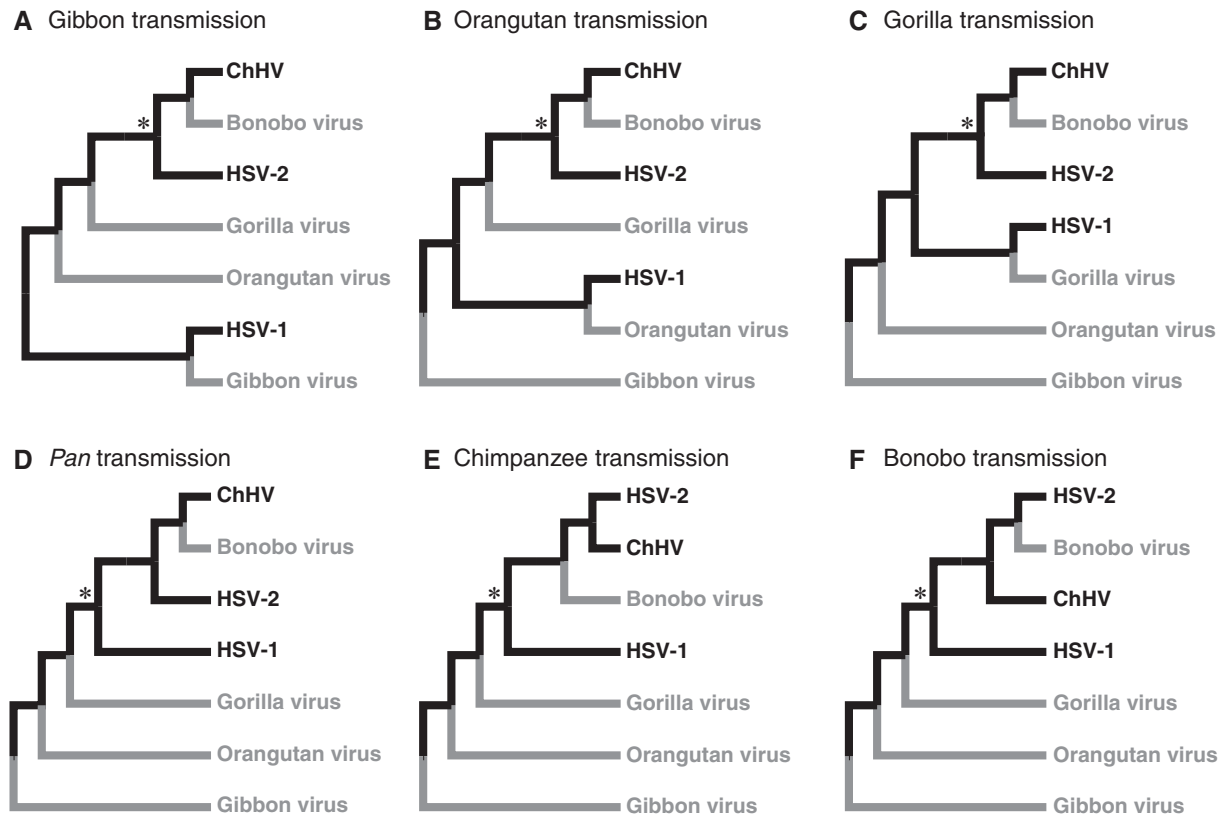 A Gibbon transmission
ChHV
Bonobo virus
*
HSV-2
Gorilla virus
Orangutan virus
HSV-1
Gibbon virus
B Orangutan transmission
ChHV
Bonobo virus
*
HSV-2
Gorilla virus
HSV-1
Orangutan virus
Gibbon virus
C Gorilla transmission
ChHV
Bonobo virus
*
HSV-2
HSV-1
Gorilla virus
Orangutan virus
Gibbon virus
D Pan transmission
ChHV
Bonobo virus
*
HSV-2
HSV-1
Gorilla virus
Orangutan virus
Gibbon virus
E Chimpanzee transmission
HSV-2
ChHV
*
Bonobo virus
HSV-1
Gorilla virus
Orangutan virus
Gibbon virus
F Bonobo transmission
HSV-2
Bonobo virus
*
ChHV
HSV-1
Gorilla virus
Orangutan virus
Gibbon virus